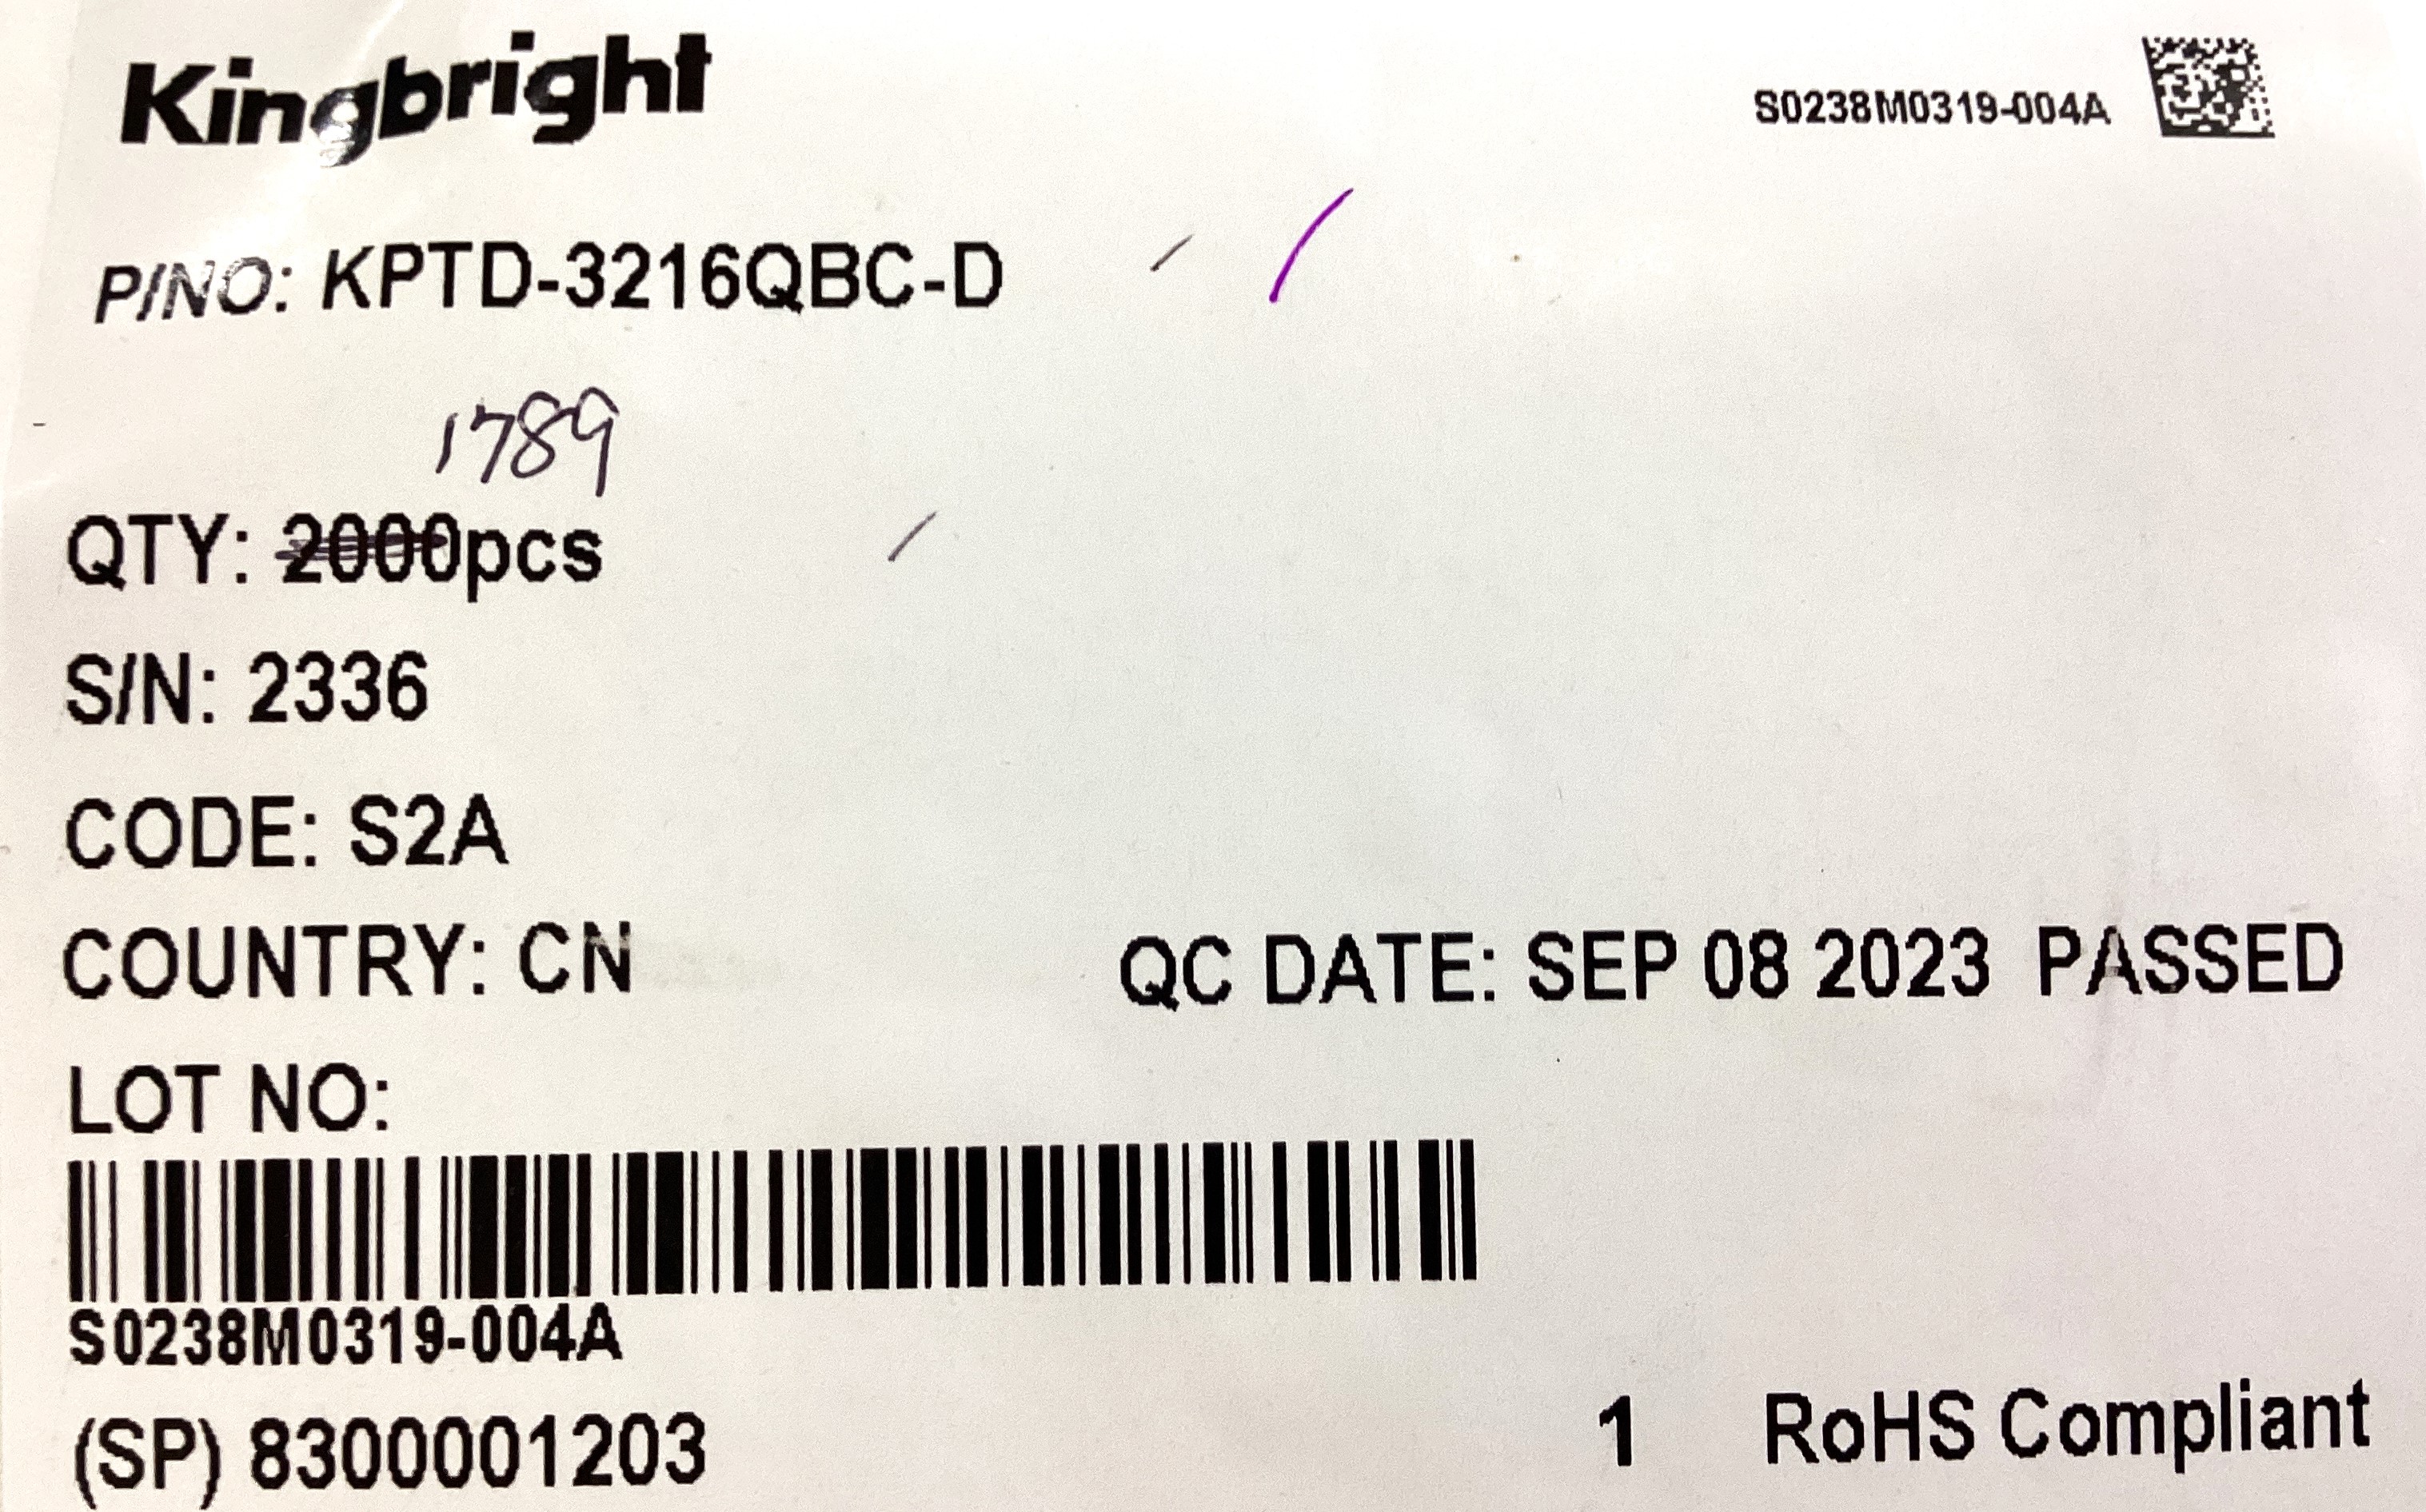 Kingbright
S0238M0319-004A
P/NO: KPTD-3216QBC-D
1789
QTY: 2000pcs
S/N: 2336
CODE: S2A
COUNTRY: CN
QC DATE: SEP 08 2023 PASSED
LOT NO:
S0238M0319-004A
(SP) 8300001203
1 RoHS Compliant